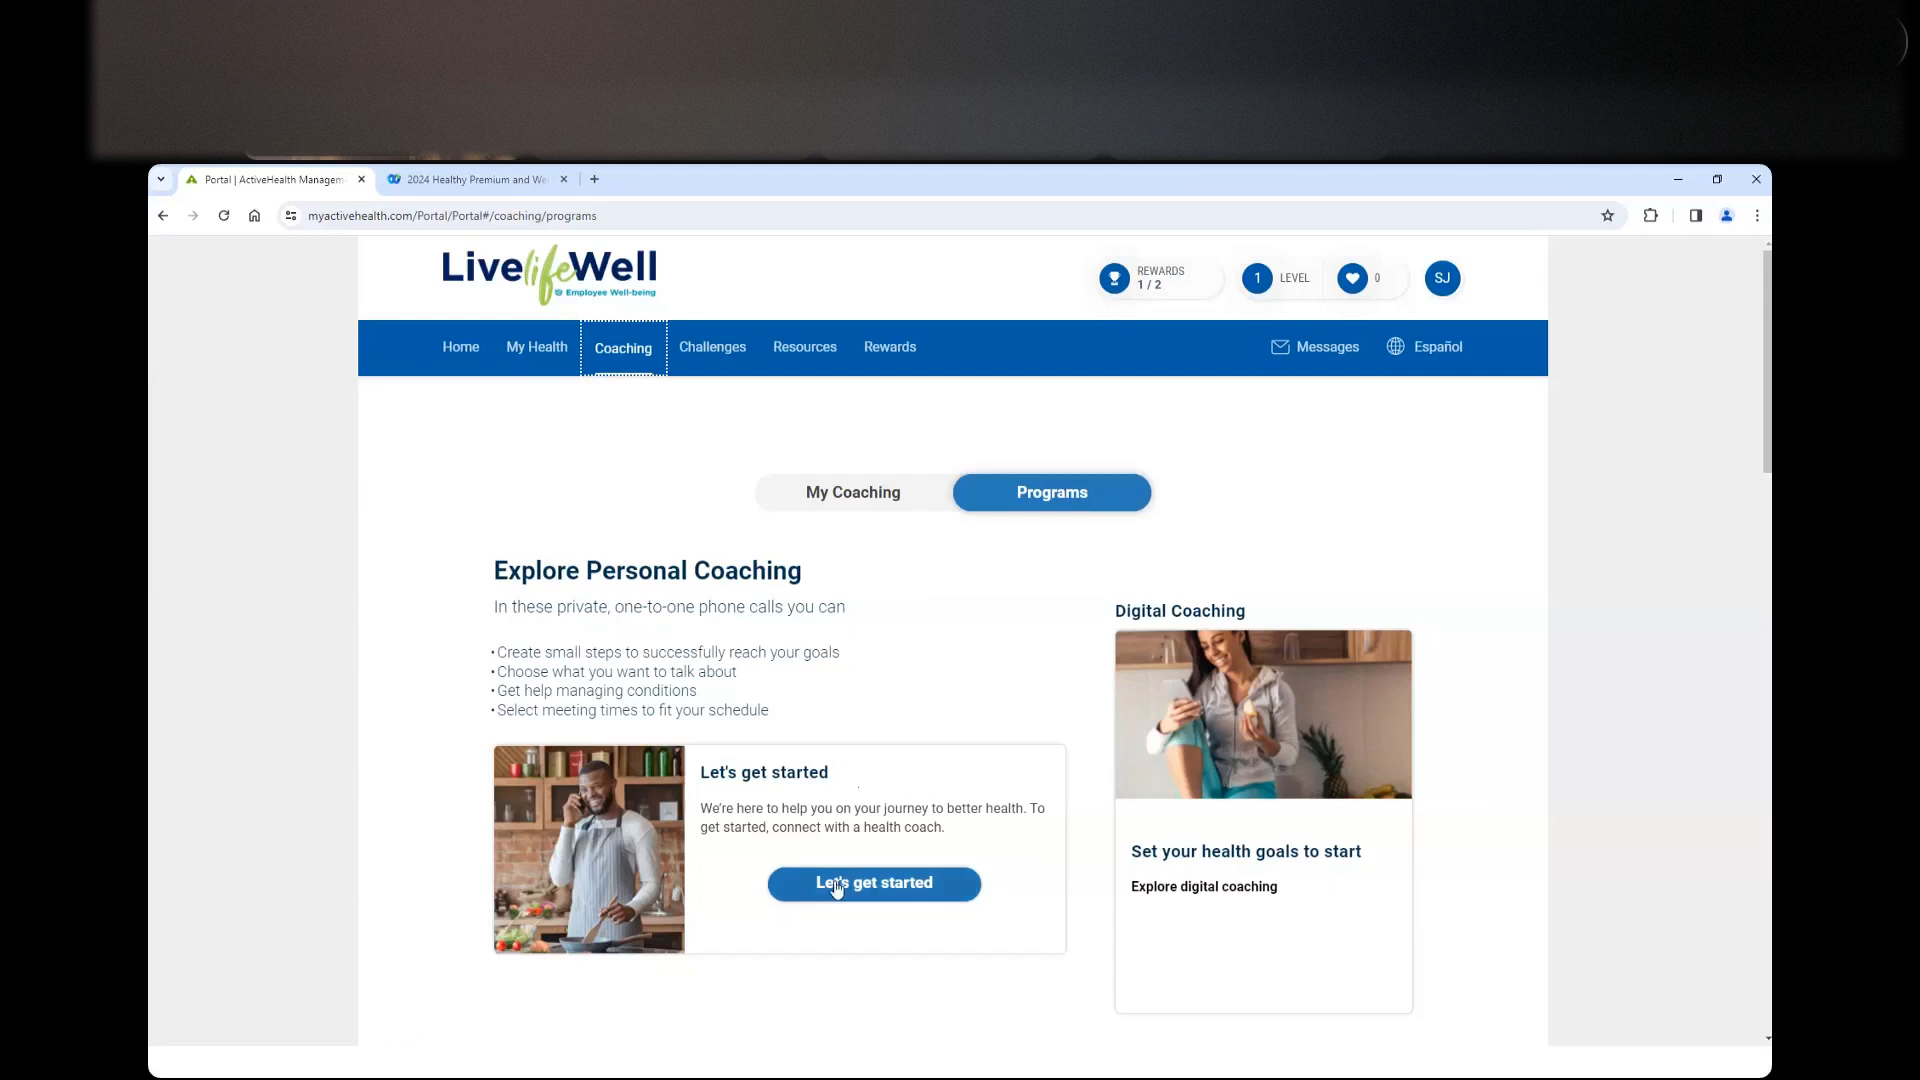 Portal | ActiveHealth Managem
2024 Healthy Premium and We
myactivehealth.com/Portal/Portal#/coaching/programs
LivelifeWell
Employee Well-being
REWARDS
1 / 2
1 LEVEL
0
SJ
Home My Health Coaching Challenges Resources Rewards Messages Español
My Coaching Programs
Explore Personal Coaching
In these private, one-to-one phone calls you can
• Create small steps to successfully reach your goals
• Choose what you want to talk about
• Get help managing conditions
• Select meeting times to fit your schedule
Let's get started
We're here to help you on your journey to better health. To
get started, connect with a health coach.
Let's get started
Digital Coaching
Set your health goals to start
Explore digital coaching